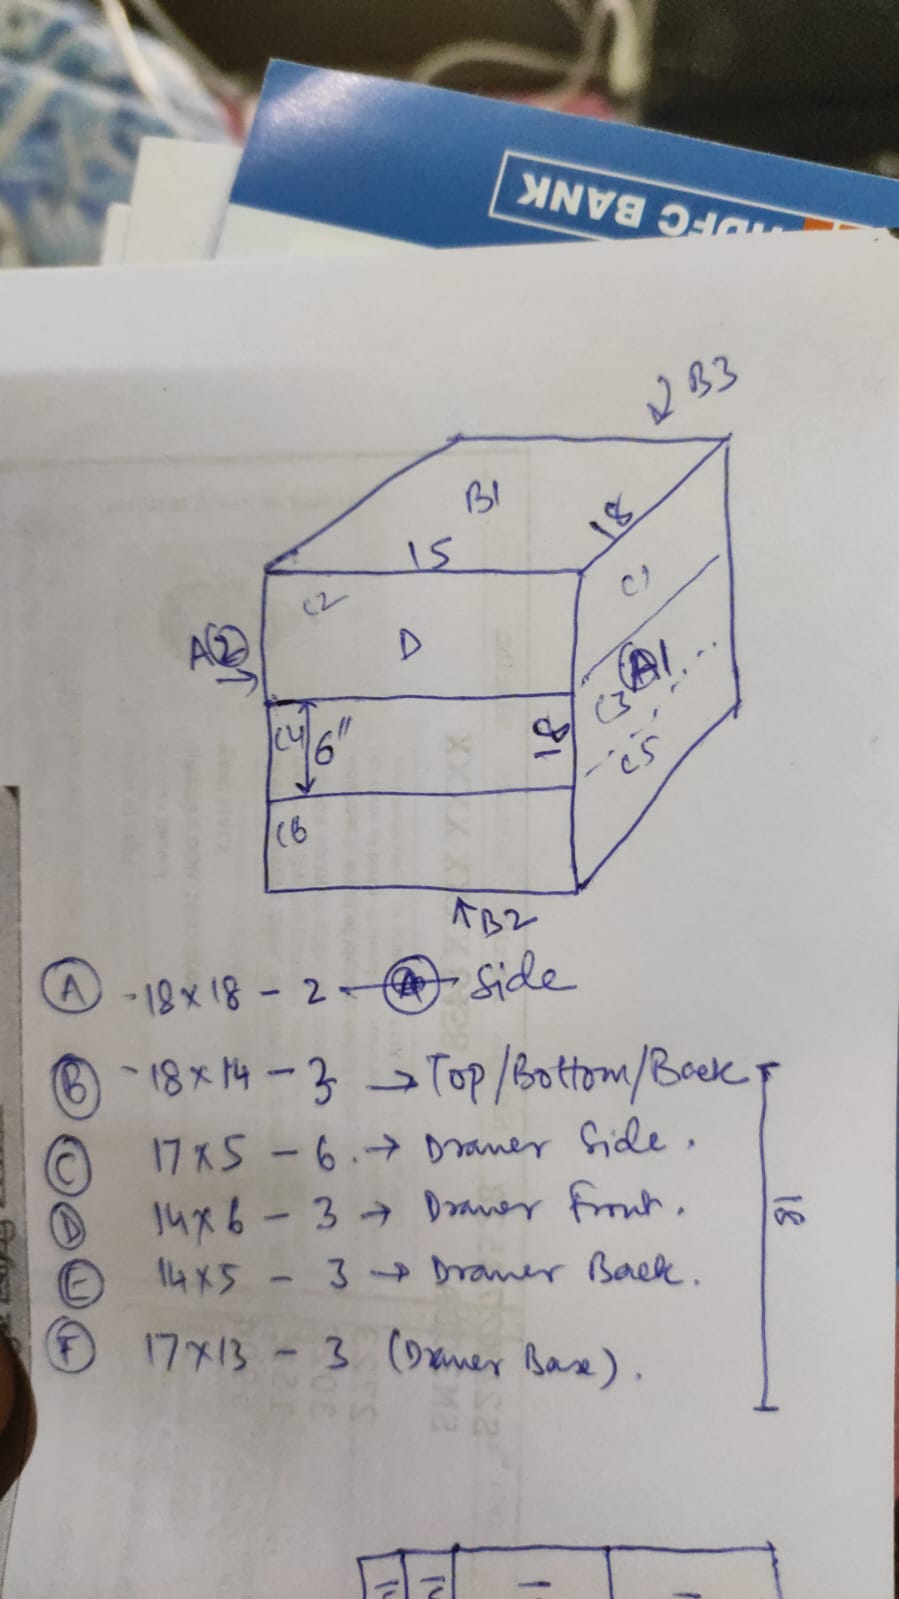 HDFC BANK
B3
B1
18
15
C2
C1
A2
D
A1
C3
C4
6"
18
C5
C6
B2
A - 18 x 18 - 2 - Side
B - 18 x 14 - 3 → Top/Bottom/Back
C 17 x 5 - 6 → Drawer Side.
D 14 x 6 - 3 → Drawer Front.
18
E 14 x 5 - 3 → Drawer Back.
F 17 x 13 - 3 (Drawer Base).